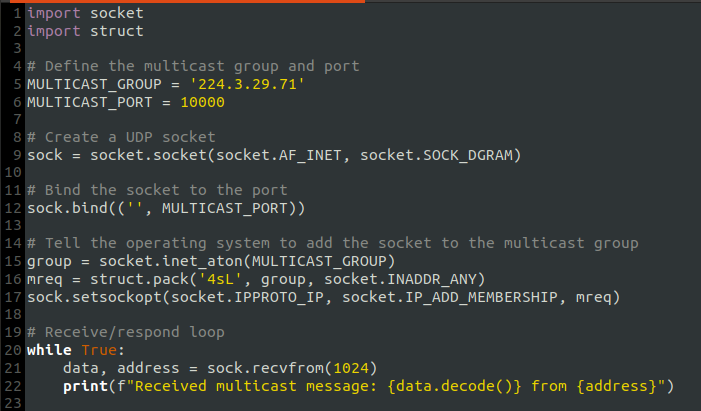 1 import socket
2 import struct
3
4 # Define the multicast group and port
5 MULTICAST_GROUP = '224.3.29.71'
6 MULTICAST_PORT = 10000
7
8 # Create a UDP socket
9 sock = socket.socket(socket.AF_INET, socket.SOCK_DGRAM)
10
11 # Bind the socket to the port
12 sock.bind(('', MULTICAST_PORT))
13
14 # Tell the operating system to add the socket to the multicast group
15 group = socket.inet_aton(MULTICAST_GROUP)
16 mreq = struct.pack('4sL', group, socket.INADDR_ANY)
17 sock.setsockopt(socket.IPPROTO_IP, socket.IP_ADD_MEMBERSHIP, mreq)
18
19 # Receive/respond loop
20 while True:
21     data, address = sock.recvfrom(1024)
22     print(f"Received multicast message: {data.decode()} from {address}")
23